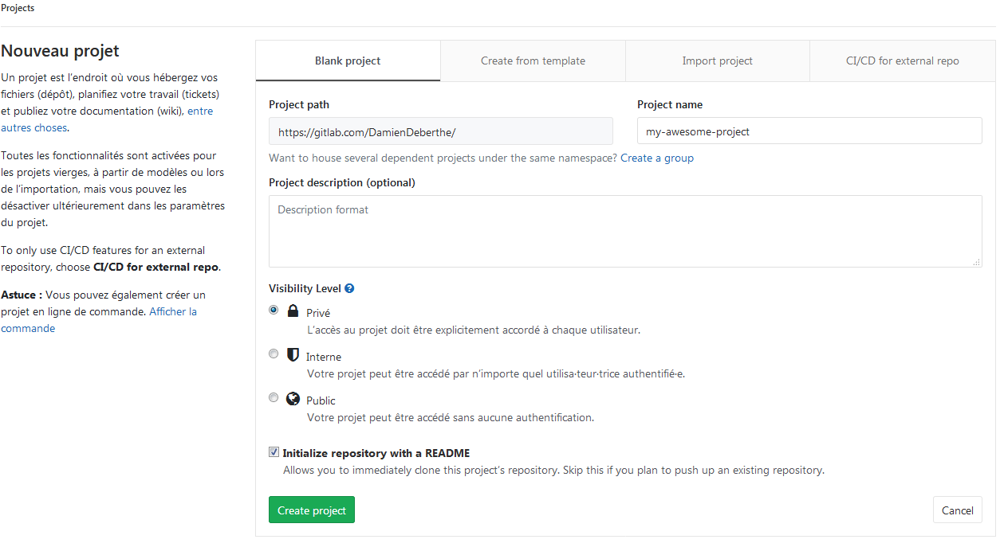 Projects
Nouveau projet
Un projet est l'endroit où vous hébergez vos
fichiers (dépôt), planifiez votre travail (tickets)
et publiez votre documentation (wiki), entre
autres choses.
Toutes les fonctionnalités sont activées pour
les projets vierges, à partir de modèles ou lors
de l'importation, mais vous pouvez les
désactiver ultérieurement dans les paramètres
du projet.
To only use CI/CD features for an external
repository, choose CI/CD for external repo.
Astuce : Vous pouvez également créer un
projet en ligne de commande. Afficher la
commande
Blank project
Create from template
Import project
CI/CD for external repo
Project path
Project name
https://gitlab.com/DamienDeberthe/
my-awesome-project
Want to house several dependent projects under the same namespace? Create a group
Project description (optional)
Description format
Visibility Level ?
Privé
L'accès au projet doit être explicitement accordé à chaque utilisateur.
Interne
Votre projet peut être accédé par n'importe quel utilisa·teur·trice authentifié·e.
Public
Votre projet peut être accédé sans aucune authentification.
Initialize repository with a README
Allows you to immediately clone this project's repository. Skip this if you plan to push up an existing repository.
Create project
Cancel